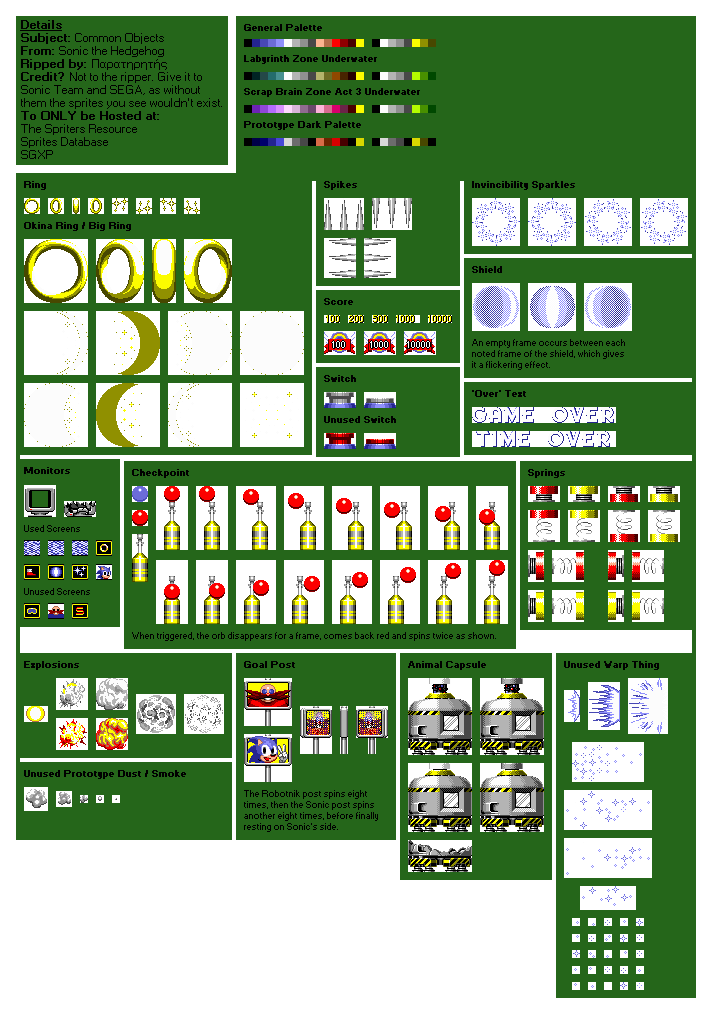 Details
Subject: Common Objects
From: Sonic the Hedgehog
Ripped by: Παρατηρητής
Credit? Not to the ripper. Give it to
Sonic Team and SEGA, as without
them the sprites you see wouldn't exist.
To ONLY be Hosted at:
The Spriters Resource
Sprites Database
SGXP
General Palette
Labyrinth Zone Underwater
Scrap Brain Zone Act 3 Underwater
Prototype Dark Palette
Ring
Okina Ring / Big Ring
Spikes
Score
100 200 500 1000 10000
100 1000 10000
Switch
Unused Switch
Invincibility Sparkles
Shield
An empty frame occurs between each
noted frame of the shield, which gives
it a flickering effect.
'Over' Text
GAME OVER
TIME OVER
Monitors
Used Screens
Unused Screens
S
Checkpoint
When triggered, the orb disappears for a frame, comes back red and spins twice as shown.
Springs
Explosions
Unused Prototype Dust / Smoke
Goal Post
The Robotnik post spins eight
times, then the Sonic post spins
another eight times, before finally
resting on Sonic's side.
Animal Capsule
Unused Warp Thing